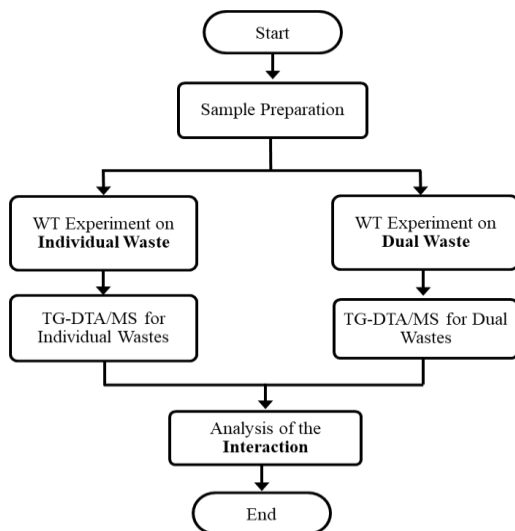 Start
Sample Preparation
WT Experiment on
Individual Waste
WT Experiment on
Dual Waste
TG-DTA/MS for
Individual Wastes
TG-DTA/MS for Dual
Wastes
Analysis of the
Interaction
End